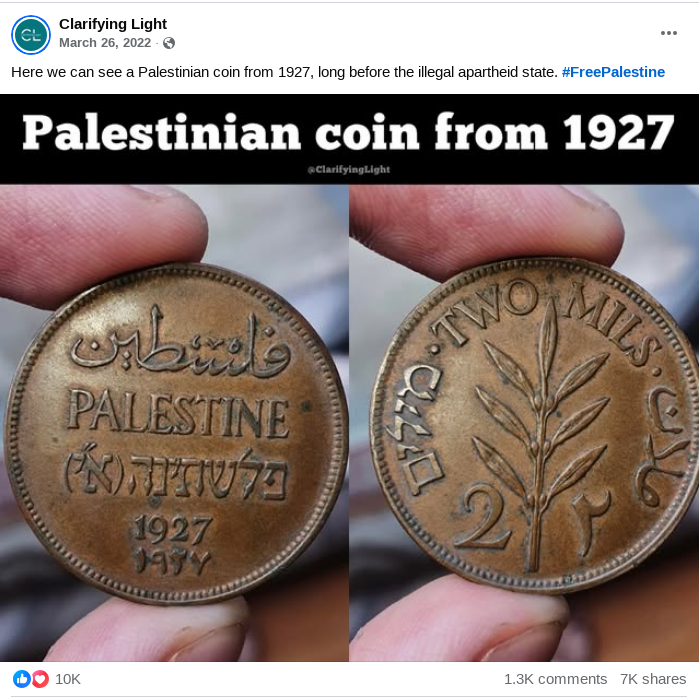 Clarifying Light
March 26, 2022
Here we can see a Palestinian coin from 1927, long before the illegal apartheid state. #FreePalestine
Palestinian coin from 1927
@ClarifyingLight
فلسطين
PALESTINE
פלשתינה (א״י)
1927
١٩٢٧
·TWO MILS·
מילים
ملان
2 ٢
10K
1.3K comments 7K shares
CL